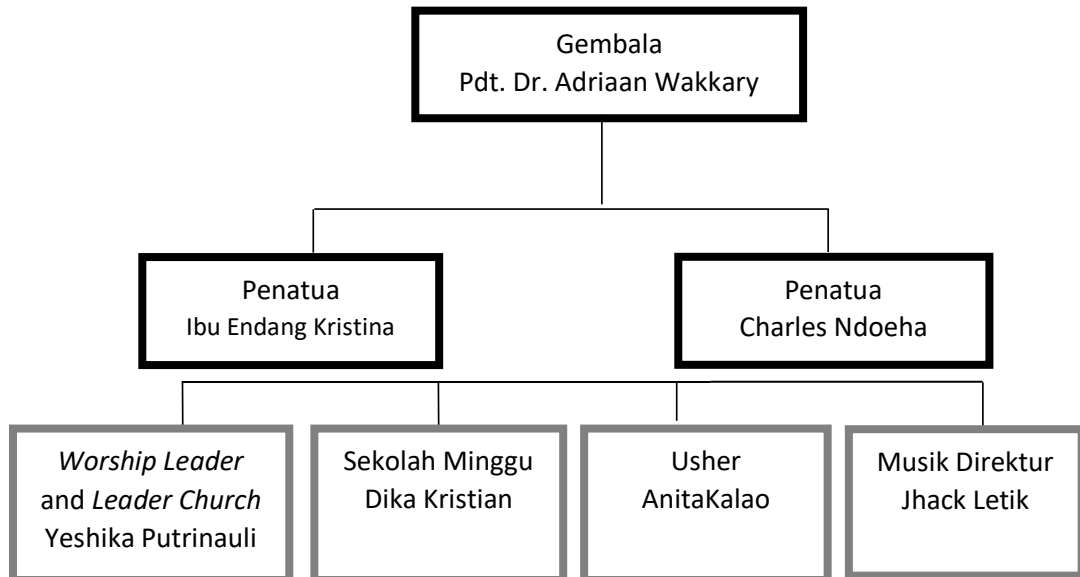 Gembala
Pdt. Dr. Adriaan Wakkary
Penatua
Ibu Endang Kristina
Penatua
Charles Ndoeha
Worship Leader
and Leader Church
Yeshika Putrinauli
Sekolah Minggu
Dika Kristian
Usher
AnitaKalao
Musik Direktur
Jhack Letik